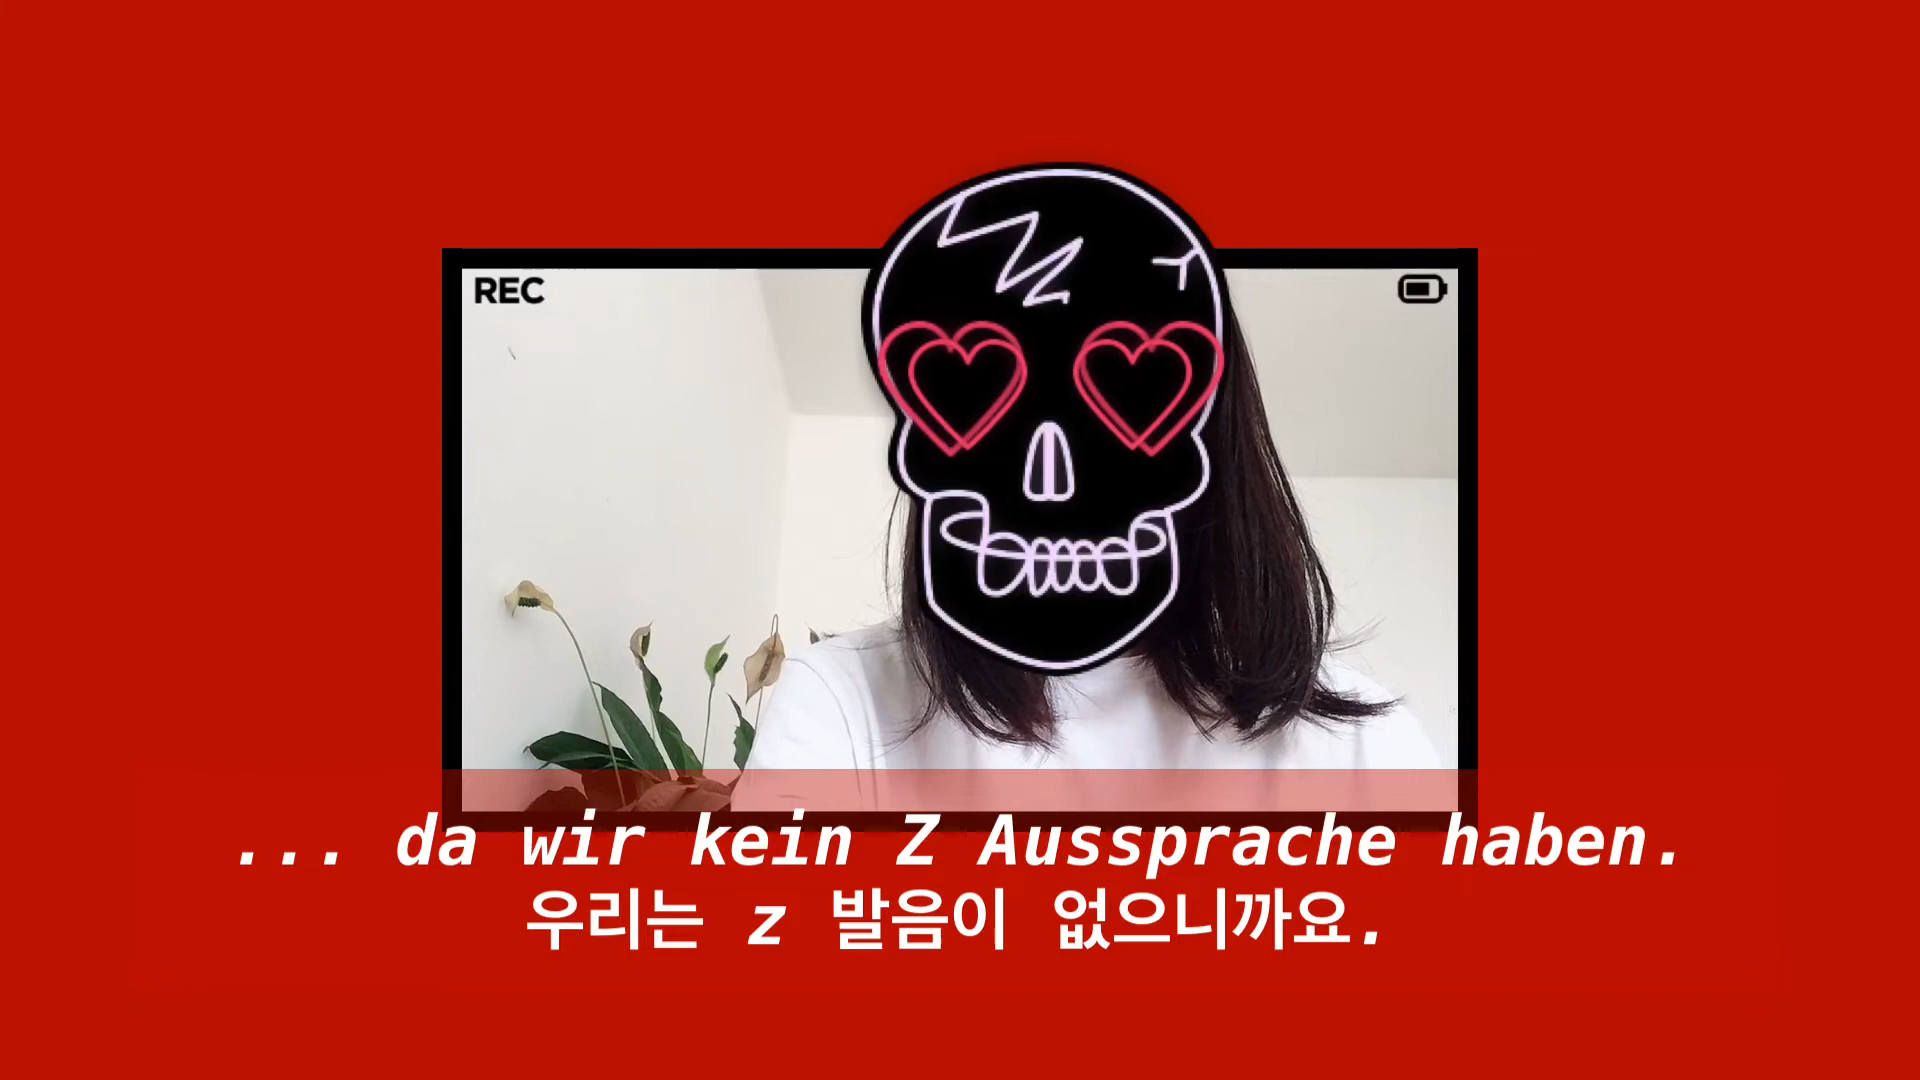 REC
... da wir kein Z Aussprache haben.
우리는 z 발음이 없으니까요.